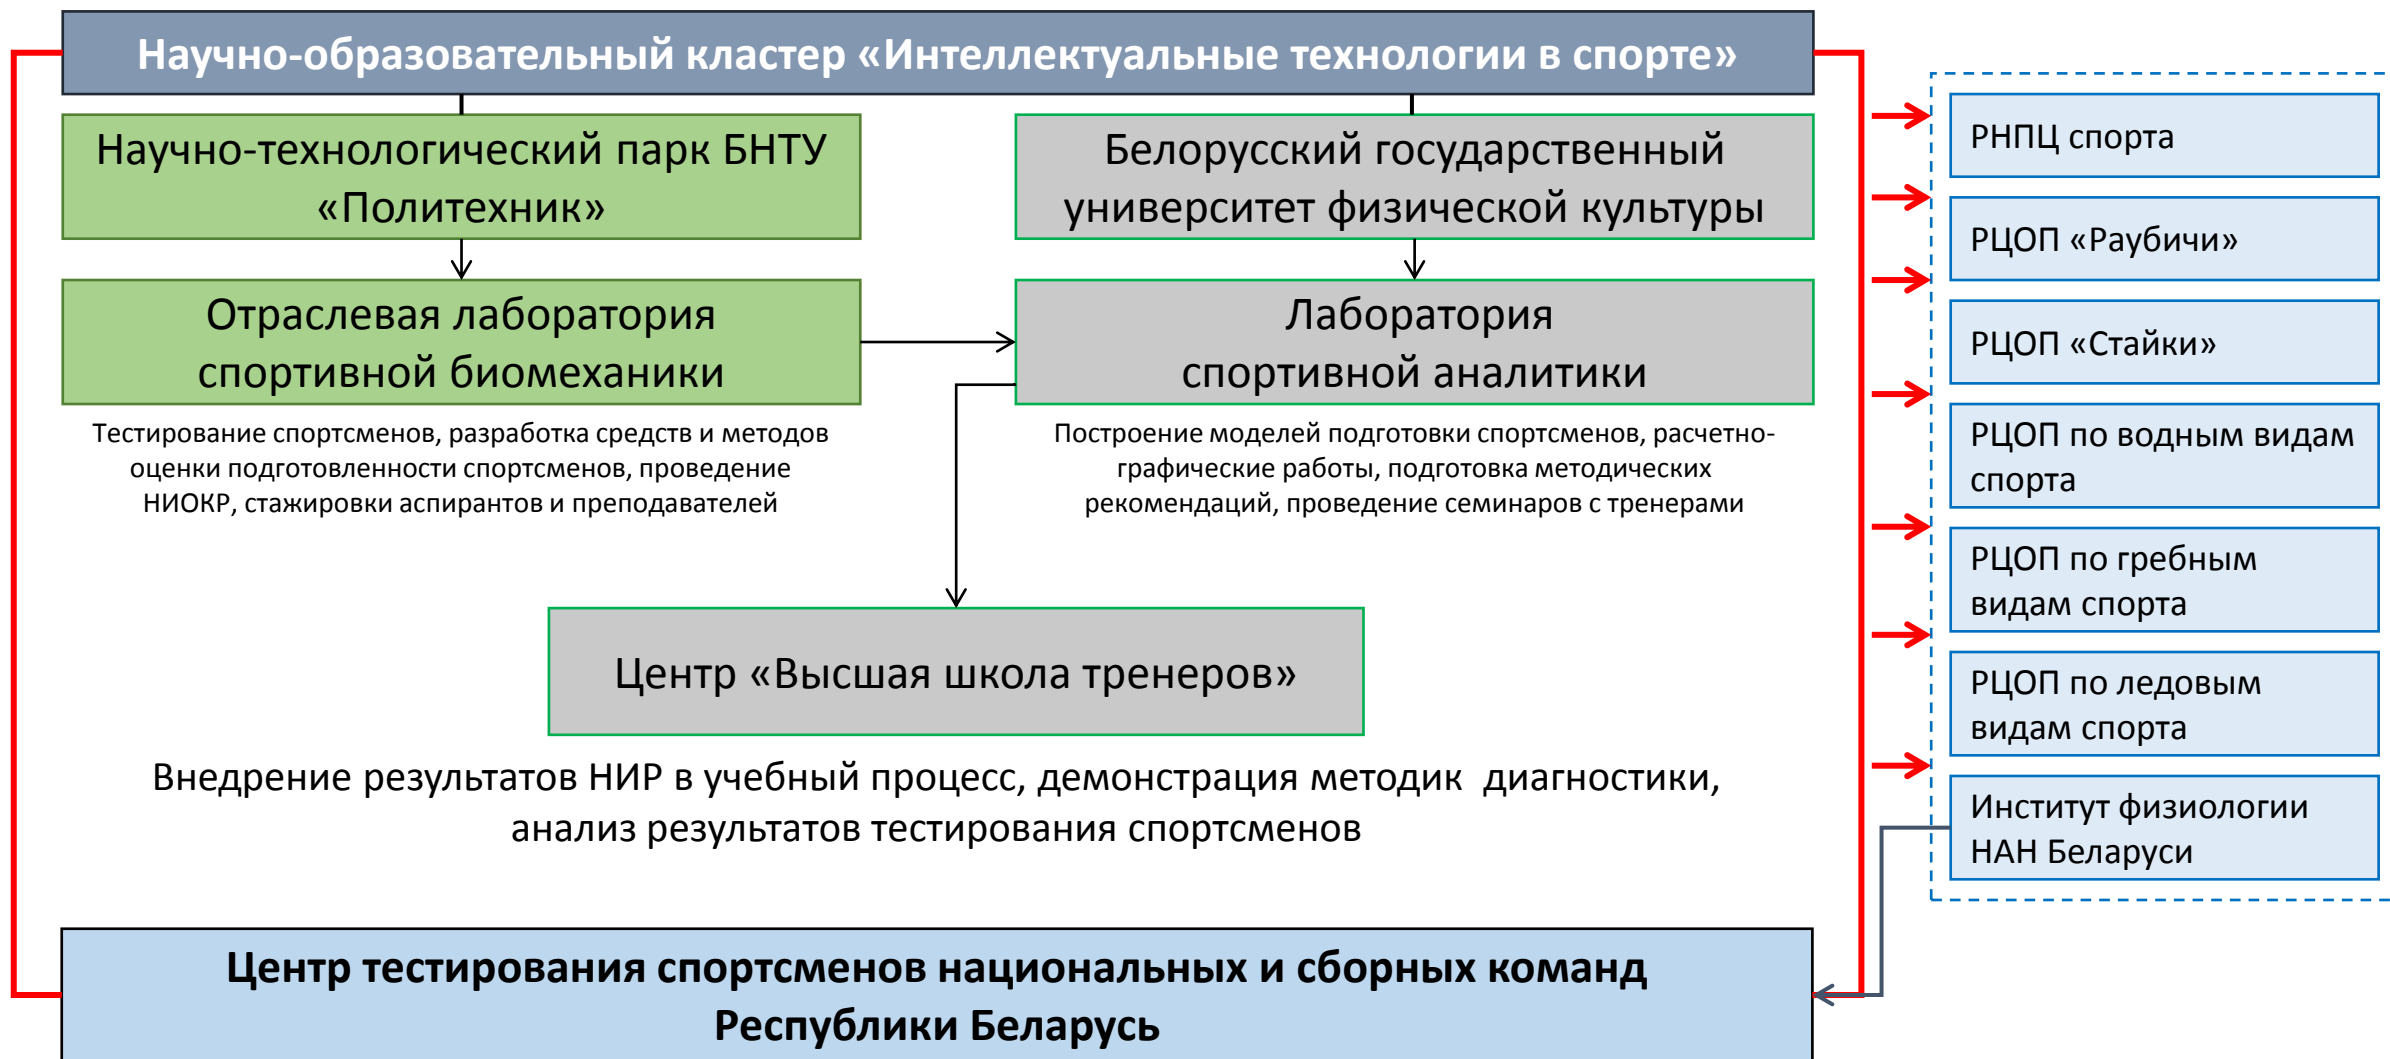 Научно-образовательный кластер «Интеллектуальные технологии в спорте»
Научно-технологический парк БНТУ
«Политехник»
Белорусский государственный
университет физической культуры
Отраслевая лаборатория
спортивной биомеханики
Лаборатория
спортивной аналитики
Тестирование спортсменов, разработка средств и методов
оценки подготовленности спортсменов, проведение
НИОКР, стажировки аспирантов и преподавателей
Построение моделей подготовки спортсменов, расчетно-
графические работы, подготовка методических
рекомендаций, проведение семинаров с тренерами
Центр «Высшая школа тренеров»
Внедрение результатов НИР в учебный процесс, демонстрация методик  диагностики,
анализ результатов тестирования спортсменов
Центр тестирования спортсменов национальных и сборных команд
Республики Беларусь
РНПЦ спорта
РЦОП «Раубичи»
РЦОП «Стайки»
РЦОП по водным видам
спорта
РЦОП по гребным
видам спорта
РЦОП по ледовым
видам спорта
Институт физиологии
НАН Беларуси